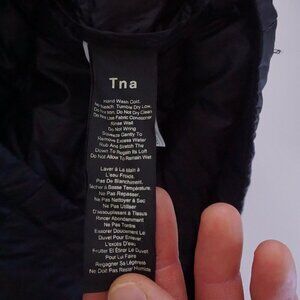 Tna
Hand Wash Cold.
No Bleach. Tumble Dry Low.
Do Not Iron. Do Not Dry Clean
Do Not Use Fabric Conditioner
Rinse Well
Do Not Wring
Squeeze Gently To
Remove Excess Water
Rub And Stretch The
Down To Regain Its Loft
Do Not Allow To Remain Wet
Laver À La Main À
L'eau Froide.
Pas De Blanchiment.
Sécher à Basse Température.
Ne Pas Repasser.
Ne Pas Nettoyer à Sec
Ne Pas Utiliser
D'assouplissant à Tissus
Rincer Abondamment
Ne Pas Tordre
Essorer Doucement Le
Duvet Pour Enlever
L'excès D'eau
Frotter Et Étirer Le Duvet
Pour Lui Faire
Regagner Sa Légèreté
Ne Doit Pas Rester Humide